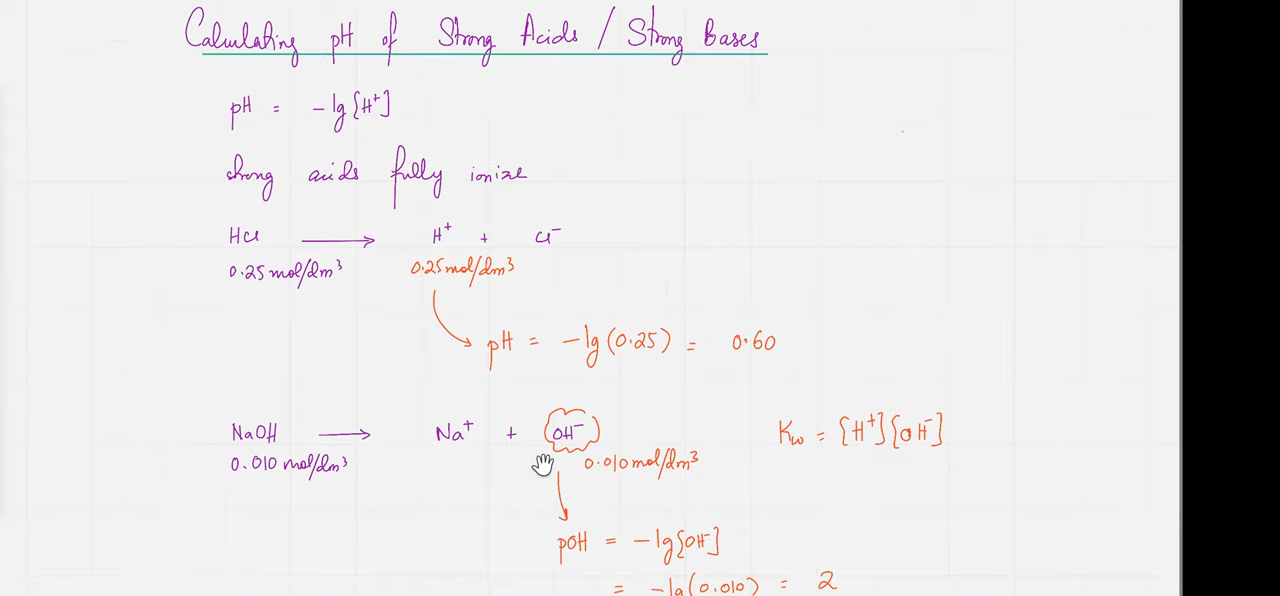 Calculating pH of Strong Acids / Strong Bases
pH = -lg[H⁺]
strong acids fully ionize
HCl ⟶ H⁺ + Cl⁻
0.25 mol/dm³ 0.25 mol/dm³
pH = -lg(0.25) = 0.60
NaOH ⟶ Na⁺ + OH⁻ Kw = [H⁺][OH⁻]
0.010 mol/dm³ 0.010 mol/dm³
pOH = -lg[OH⁻]
= -lg(0.010) = 2